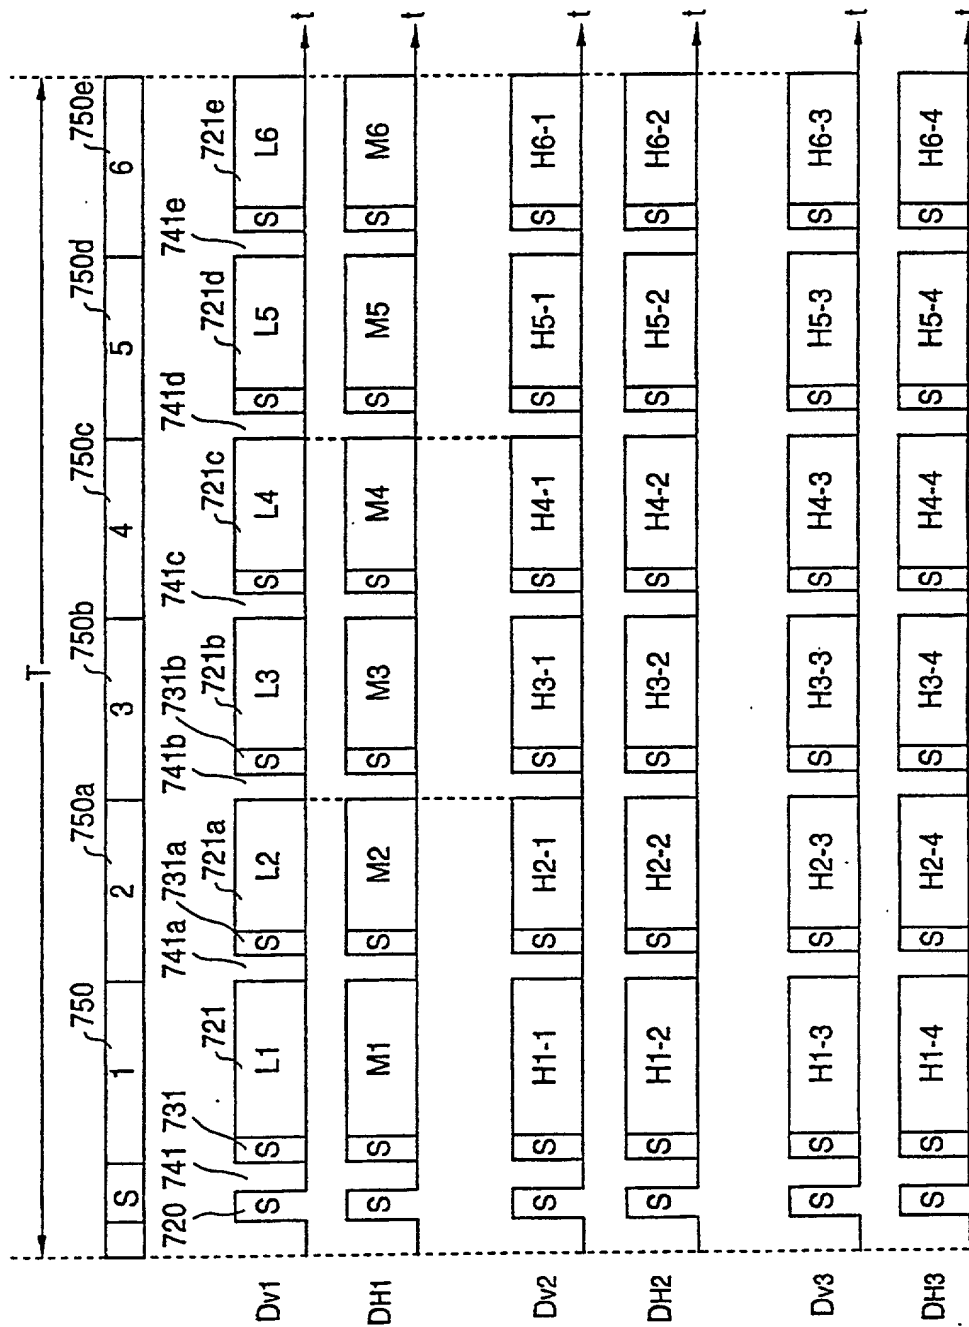 T
750 750a 750b 750c 750d 750e
S 1 2 3 4 5 6
720 741 731 721 741a 731a 721a 741b 731b 721b 741c 721c 741d 721d 741e 721e
Dv1 S S L1 S L2 S L3 S L4 S L5 S L6 t
DH1 S S M1 S M2 S M3 S M4 S M5 S M6 t
Dv2 S S H1-1 S H2-1 S H3-1 S H4-1 S H5-1 S H6-1 t
DH2 S S H1-2 S H2-2 S H3-2 S H4-2 S H5-2 S H6-2 t
Dv3 S S H1-3 S H2-3 S H3-3 S H4-3 S H5-3 S H6-3 t
DH3 S S H1-4 S H2-4 S H3-4 S H4-4 S H5-4 S H6-4 t